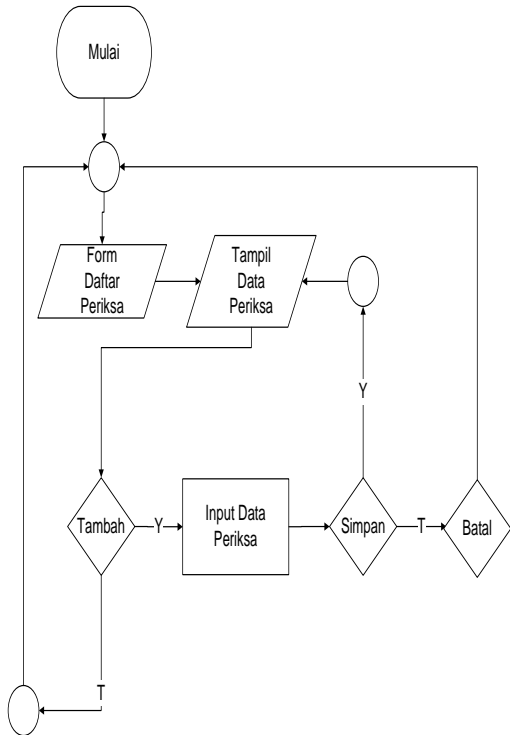 Mulai
Form
Daftar
Periksa
Tampil
Data
Periksa
Y
Tambah
Y
Input Data
Periksa
Simpan
T
Batal
T